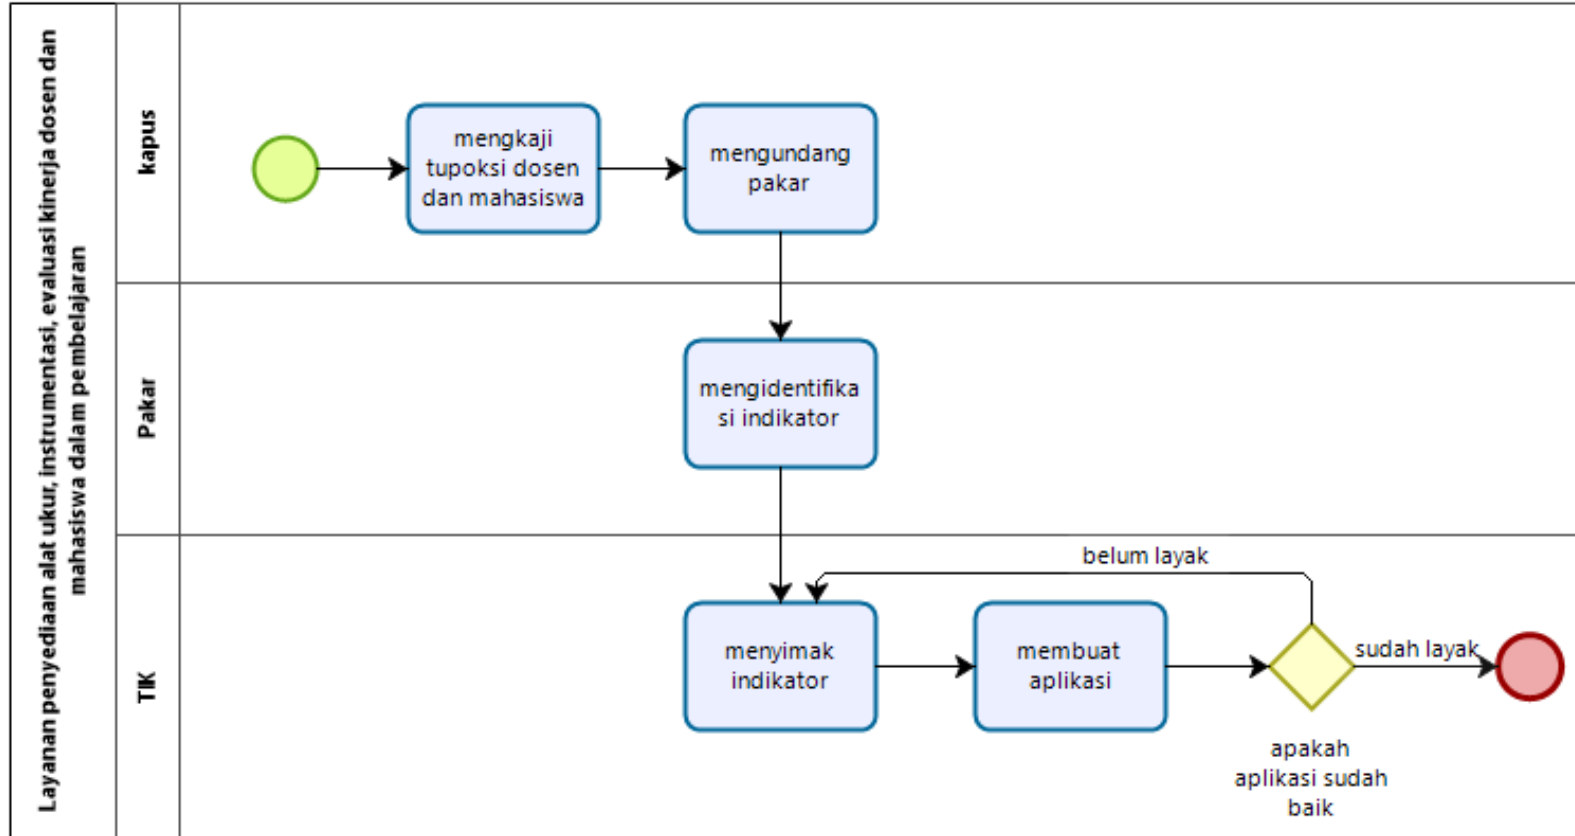 Layanan penyediaan alat ukur, instrumentasi, evaluasi kinerja dosen dan
mahasiswa dalam pembelajaran
kapus
mengkaji
tupoksi dosen
dan mahasiswa
mengundang
pakar
Pakar
mengidentifika
si indikator
TIK
belum layak
menyimak
indikator
membuat
aplikasi
sudah layak
apakah
aplikasi sudah
baik